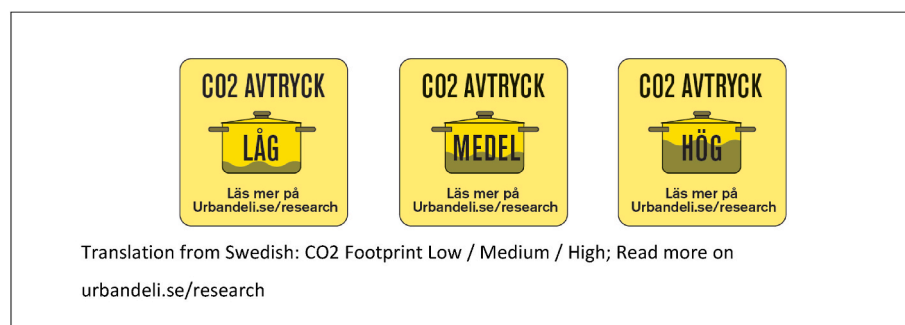 CO2 AVTRYCK
LÅG
Läs mer på
Urbandeli.se/research
CO2 AVTRYCK
MEDEL
Läs mer på
Urbandeli.se/research
CO2 AVTRYCK
HÖG
Läs mer på
Urbandeli.se/research
Translation from Swedish: CO2 Footprint Low / Medium / High; Read more on
urbandeli.se/research